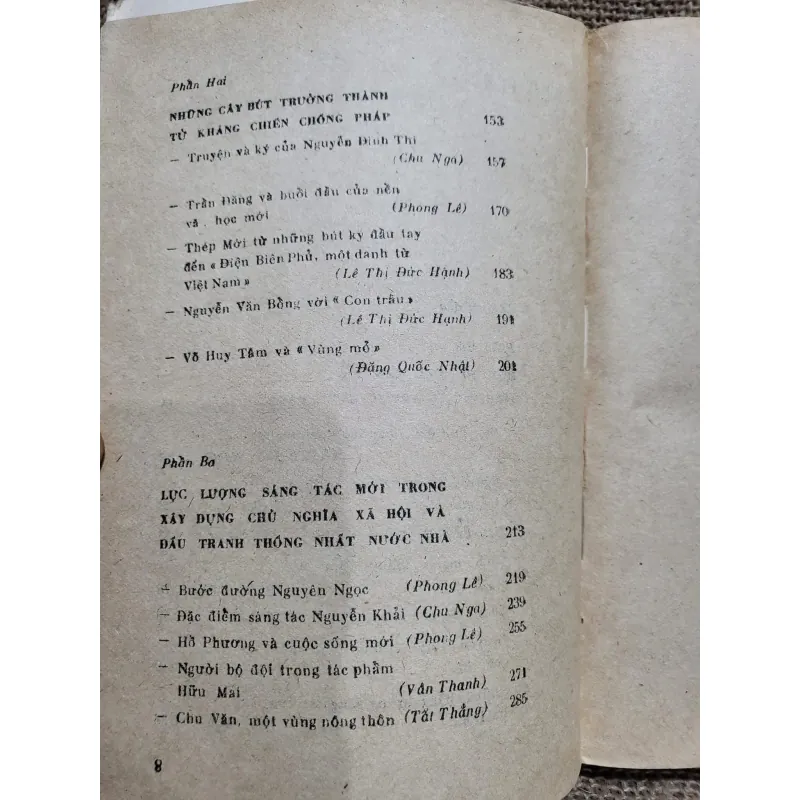 Phần Hai
NHỮNG CÂY BÚT TRƯỞNG THÀNH
TỪ KHÁNG CHIẾN CHỐNG PHÁP 153
— Truyện và ký của Nguyễn Đình Thi
(Chu Nga) 157
— Trần Đăng và buổi đầu của nền
vă học mới (Phong Lê) 170
— Thép Mới từ những bút ký đầu tay
đến «Điện Biên Phủ, một danh từ
Việt Nam» (Lê Thị Đức Hạnh) 183
— Nguyễn Văn Bổng với «Con trâu»
(Lê Thị Đức Hạnh) 191
— Võ Huy Tâm và «Vùng mỏ»
(Đặng Quốc Nhật) 201
Phần Ba
LỰC LƯỢNG SÁNG TÁC MỚI TRONG
XÂY DỰNG CHỦ NGHĨA XÃ HỘI VÀ
ĐẤU TRANH THỐNG NHẤT NƯỚC NHÀ 213
— Bước đường Nguyên Ngọc (Phong Lê) 219
— Đặc điểm sáng tác Nguyễn Khải (Chu Nga) 239
— Hồ Phương và cuộc sống mới (Phong Lê) 255
— Người bộ đội trong tác phẩm
Hữu Mai (Vân Thanh) 271
— Chu Văn, một vùng nông thôn (Tất Thắng) 285
8